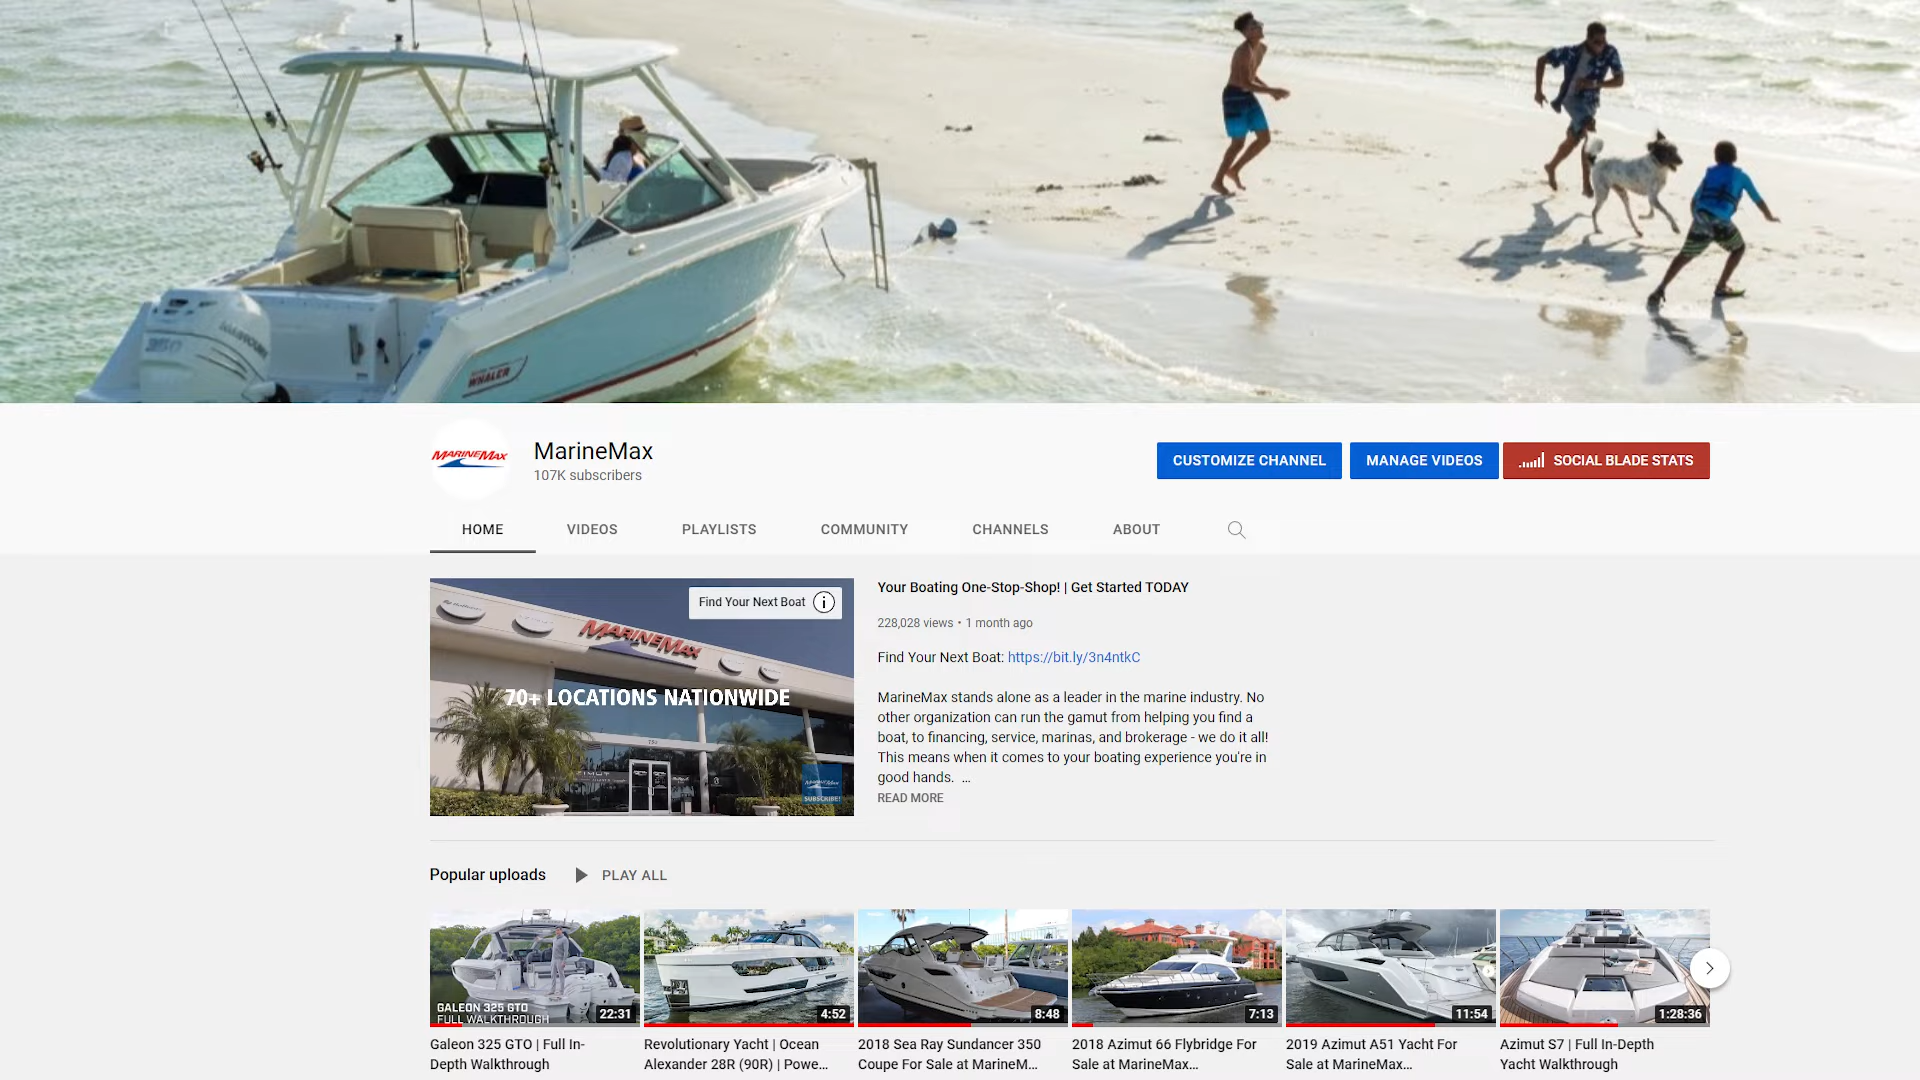 WHALER
MARINEMAX
MarineMax
107K subscribers
CUSTOMIZE CHANNEL
MANAGE VIDEOS
SOCIAL BLADE STATS
HOME
VIDEOS
PLAYLISTS
COMMUNITY
CHANNELS
ABOUT
Find Your Next Boat
MARINEMAX
70+ LOCATIONS NATIONWIDE
SUBSCRIBE!
Your Boating One-Stop-Shop! | Get Started TODAY
228,028 views • 1 month ago
Find Your Next Boat: https://bit.ly/3n4ntkC
MarineMax stands alone as a leader in the marine industry. No
other organization can run the gamut from helping you find a
boat, to financing, service, marinas, and brokerage - we do it all!
This means when it comes to your boating experience you're in
good hands. ...
READ MORE
Popular uploads
PLAY ALL
GALEON 325 GTO
FULL WALKTHROUGH
22:31
4:52
8:48
7:13
11:54
1:28:36
Galeon 325 GTO | Full In-
Depth Walkthrough
Revolutionary Yacht | Ocean
Alexander 28R (90R) | Powe...
2018 Sea Ray Sundancer 350
Coupe For Sale at MarineM...
2018 Azimut 66 Flybridge For
Sale at MarineMax...
2019 Azimut A51 Yacht For
Sale at MarineMax...
Azimut S7 | Full In-Depth
Yacht Walkthrough